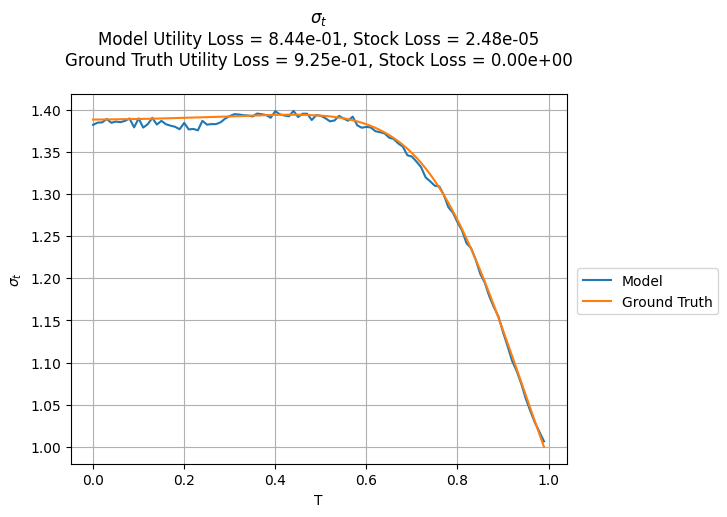 σₜ
Model Utility Loss = 8.44e-01, Stock Loss = 2.48e-05
Ground Truth Utility Loss = 9.25e-01, Stock Loss = 0.00e+00
1.40
1.35
1.30
1.25
1.20
1.15
1.10
1.05
1.00
σₜ
0.0 0.2 0.4 0.6 0.8 1.0
T
Model
Ground Truth